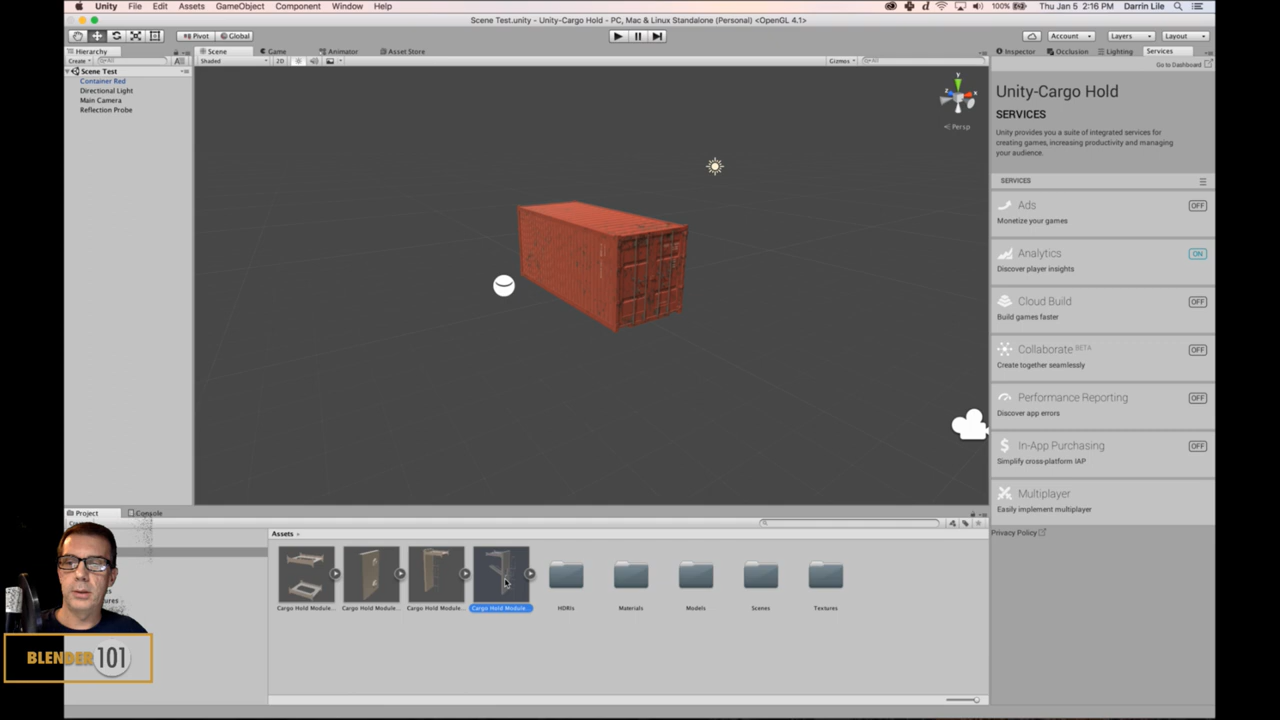 Unity File Edit Assets GameObject Component Window Help 100% Thu Jan 5 2:16 PM Darrin Lile
Scene Test.unity - Unity-Cargo Hold - PC, Mac & Linux Standalone (Personal) <OpenGL 4.1>
Pivot Global Account Layers Layout
Hierarchy Scene Game Animator Asset Store Inspector Occlusion Lighting Services
Create Shaded 2D Gizmos Go to Dashboard
Scene Test
Container Red
Directional Light
Main Camera
Reflection Probe
y
x
Persp
Unity-Cargo Hold
SERVICES
Unity provides you a suite of integrated services for
creating games, increasing productivity and managing
your audience.
SERVICES
Ads OFF
Monetize your games
Analytics ON
Discover player insights
Cloud Build OFF
Build games faster
Collaborate BETA OFF
Create together seamlessly
Performance Reporting OFF
Discover app errors
In-App Purchasing OFF
Simplify cross-platform IAP
Multiplayer
Easily implement multiplayer
Privacy Policy
Project Console
Assets
Cargo Hold Module... Cargo Hold Module... Cargo Hold Module... Cargo Hold Module... HDRIs Materials Models Scenes Textures
BLENDER 101